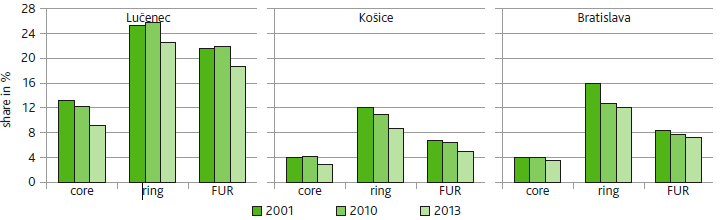 share in %
28
24
20
16
12
8
4
0
Lučenec
Košice
Bratislava
core ring FUR
core ring FUR
core ring FUR
2001 2010 2013